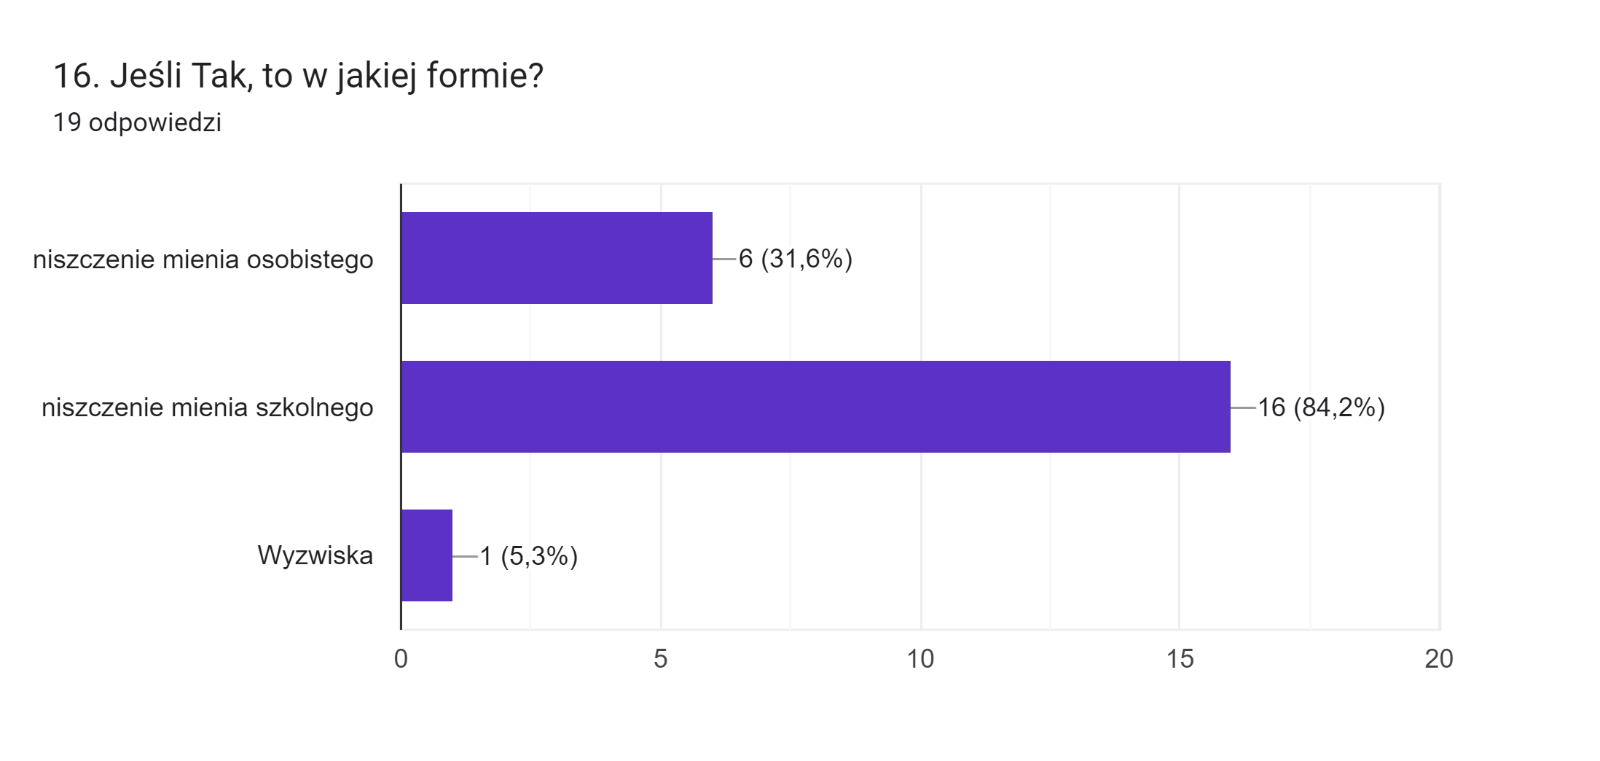 16. Jeśli Tak, to w jakiej formie?
19 odpowiedzi
niszczenie mienia osobistego
6 (31,6%)
niszczenie mienia szkolnego
16 (84,2%)
Wyzwiska
1 (5,3%)
0 5 10 15 20